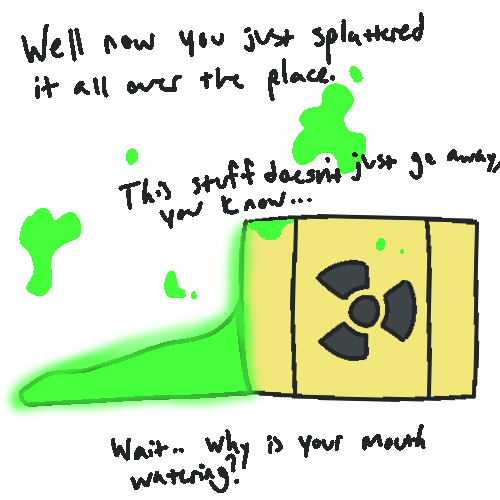 Well now you just splattered
it all over the place.
This stuff doesn't just go away,
you know...
Wait.. why is your mouth
watering?!